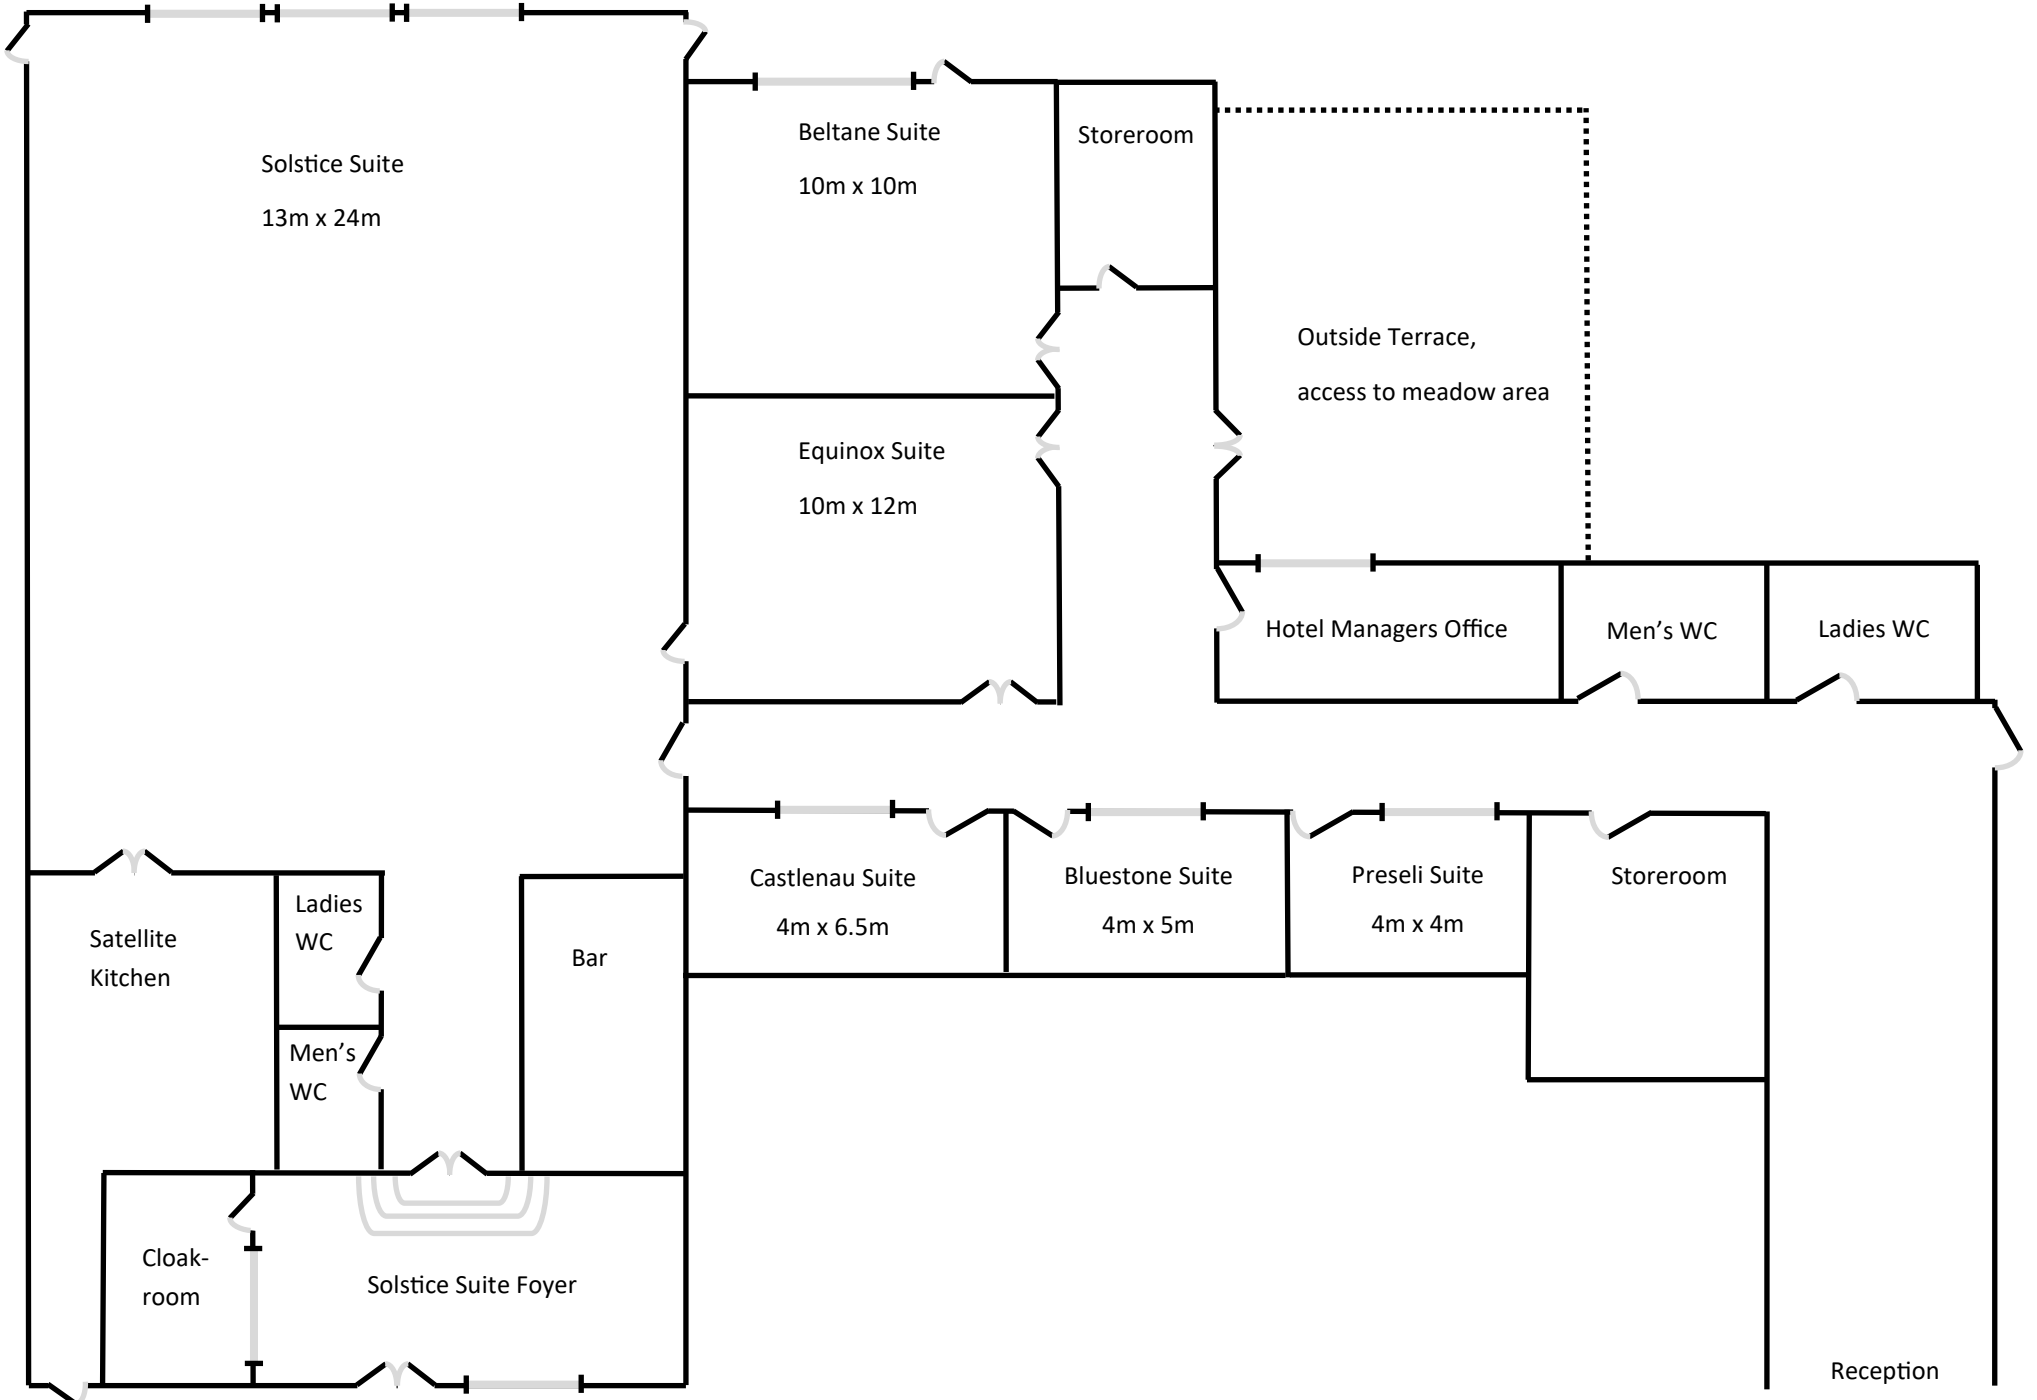 Solstice Suite
13m x 24m
Beltane Suite
10m x 10m
Storeroom
Outside Terrace,
access to meadow area
Equinox Suite
10m x 12m
Hotel Managers Office
Men’s WC
Ladies WC
Castlenau Suite
4m x 6.5m
Bluestone Suite
4m x 5m
Preseli Suite
4m x 4m
Storeroom
Satellite
Kitchen
Ladies
WC
Men’s
WC
Bar
Cloak-
room
Solstice Suite Foyer
Reception